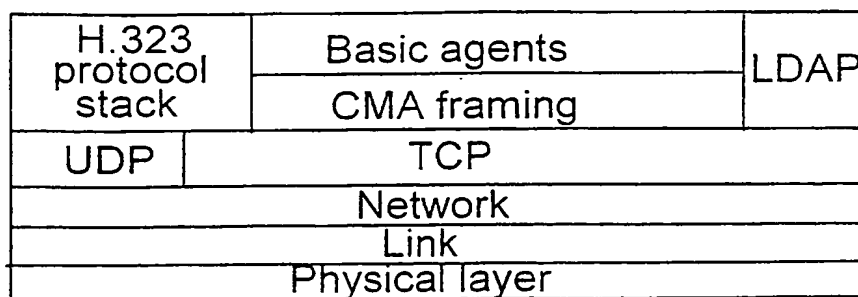 H.323
protocol
stack
Basic agents
CMA framing
LDAP
UDP
TCP
Network
Link
Physical layer